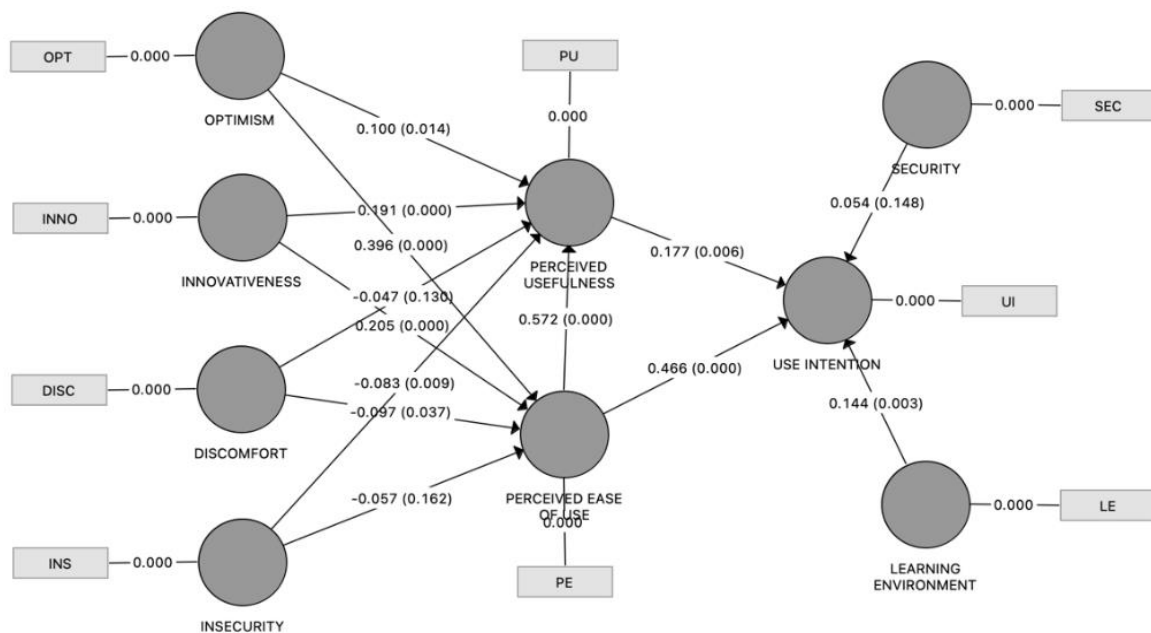 OPT
0.000
OPTIMISM
INNO
0.000
INNOVATIVENESS
DISC
0.000
DISCOMFORT
INS
0.000
INSECURITY
0.100 (0.014)
0.191 (0.000)
0.396 (0.000)
-0.047 (0.130)
0.205 (0.000)
-0.083 (0.009)
-0.097 (0.037)
-0.057 (0.162)
PU
0.000
PERCEIVED
USEFULNESS
0.572 (0.000)
PERCEIVED EASE
OF USE
0.000
PE
0.177 (0.006)
0.466 (0.000)
SECURITY
0.000
SEC
0.054 (0.148)
USE INTENTION
0.000
UI
0.144 (0.003)
LEARNING
ENVIRONMENT
0.000
LE